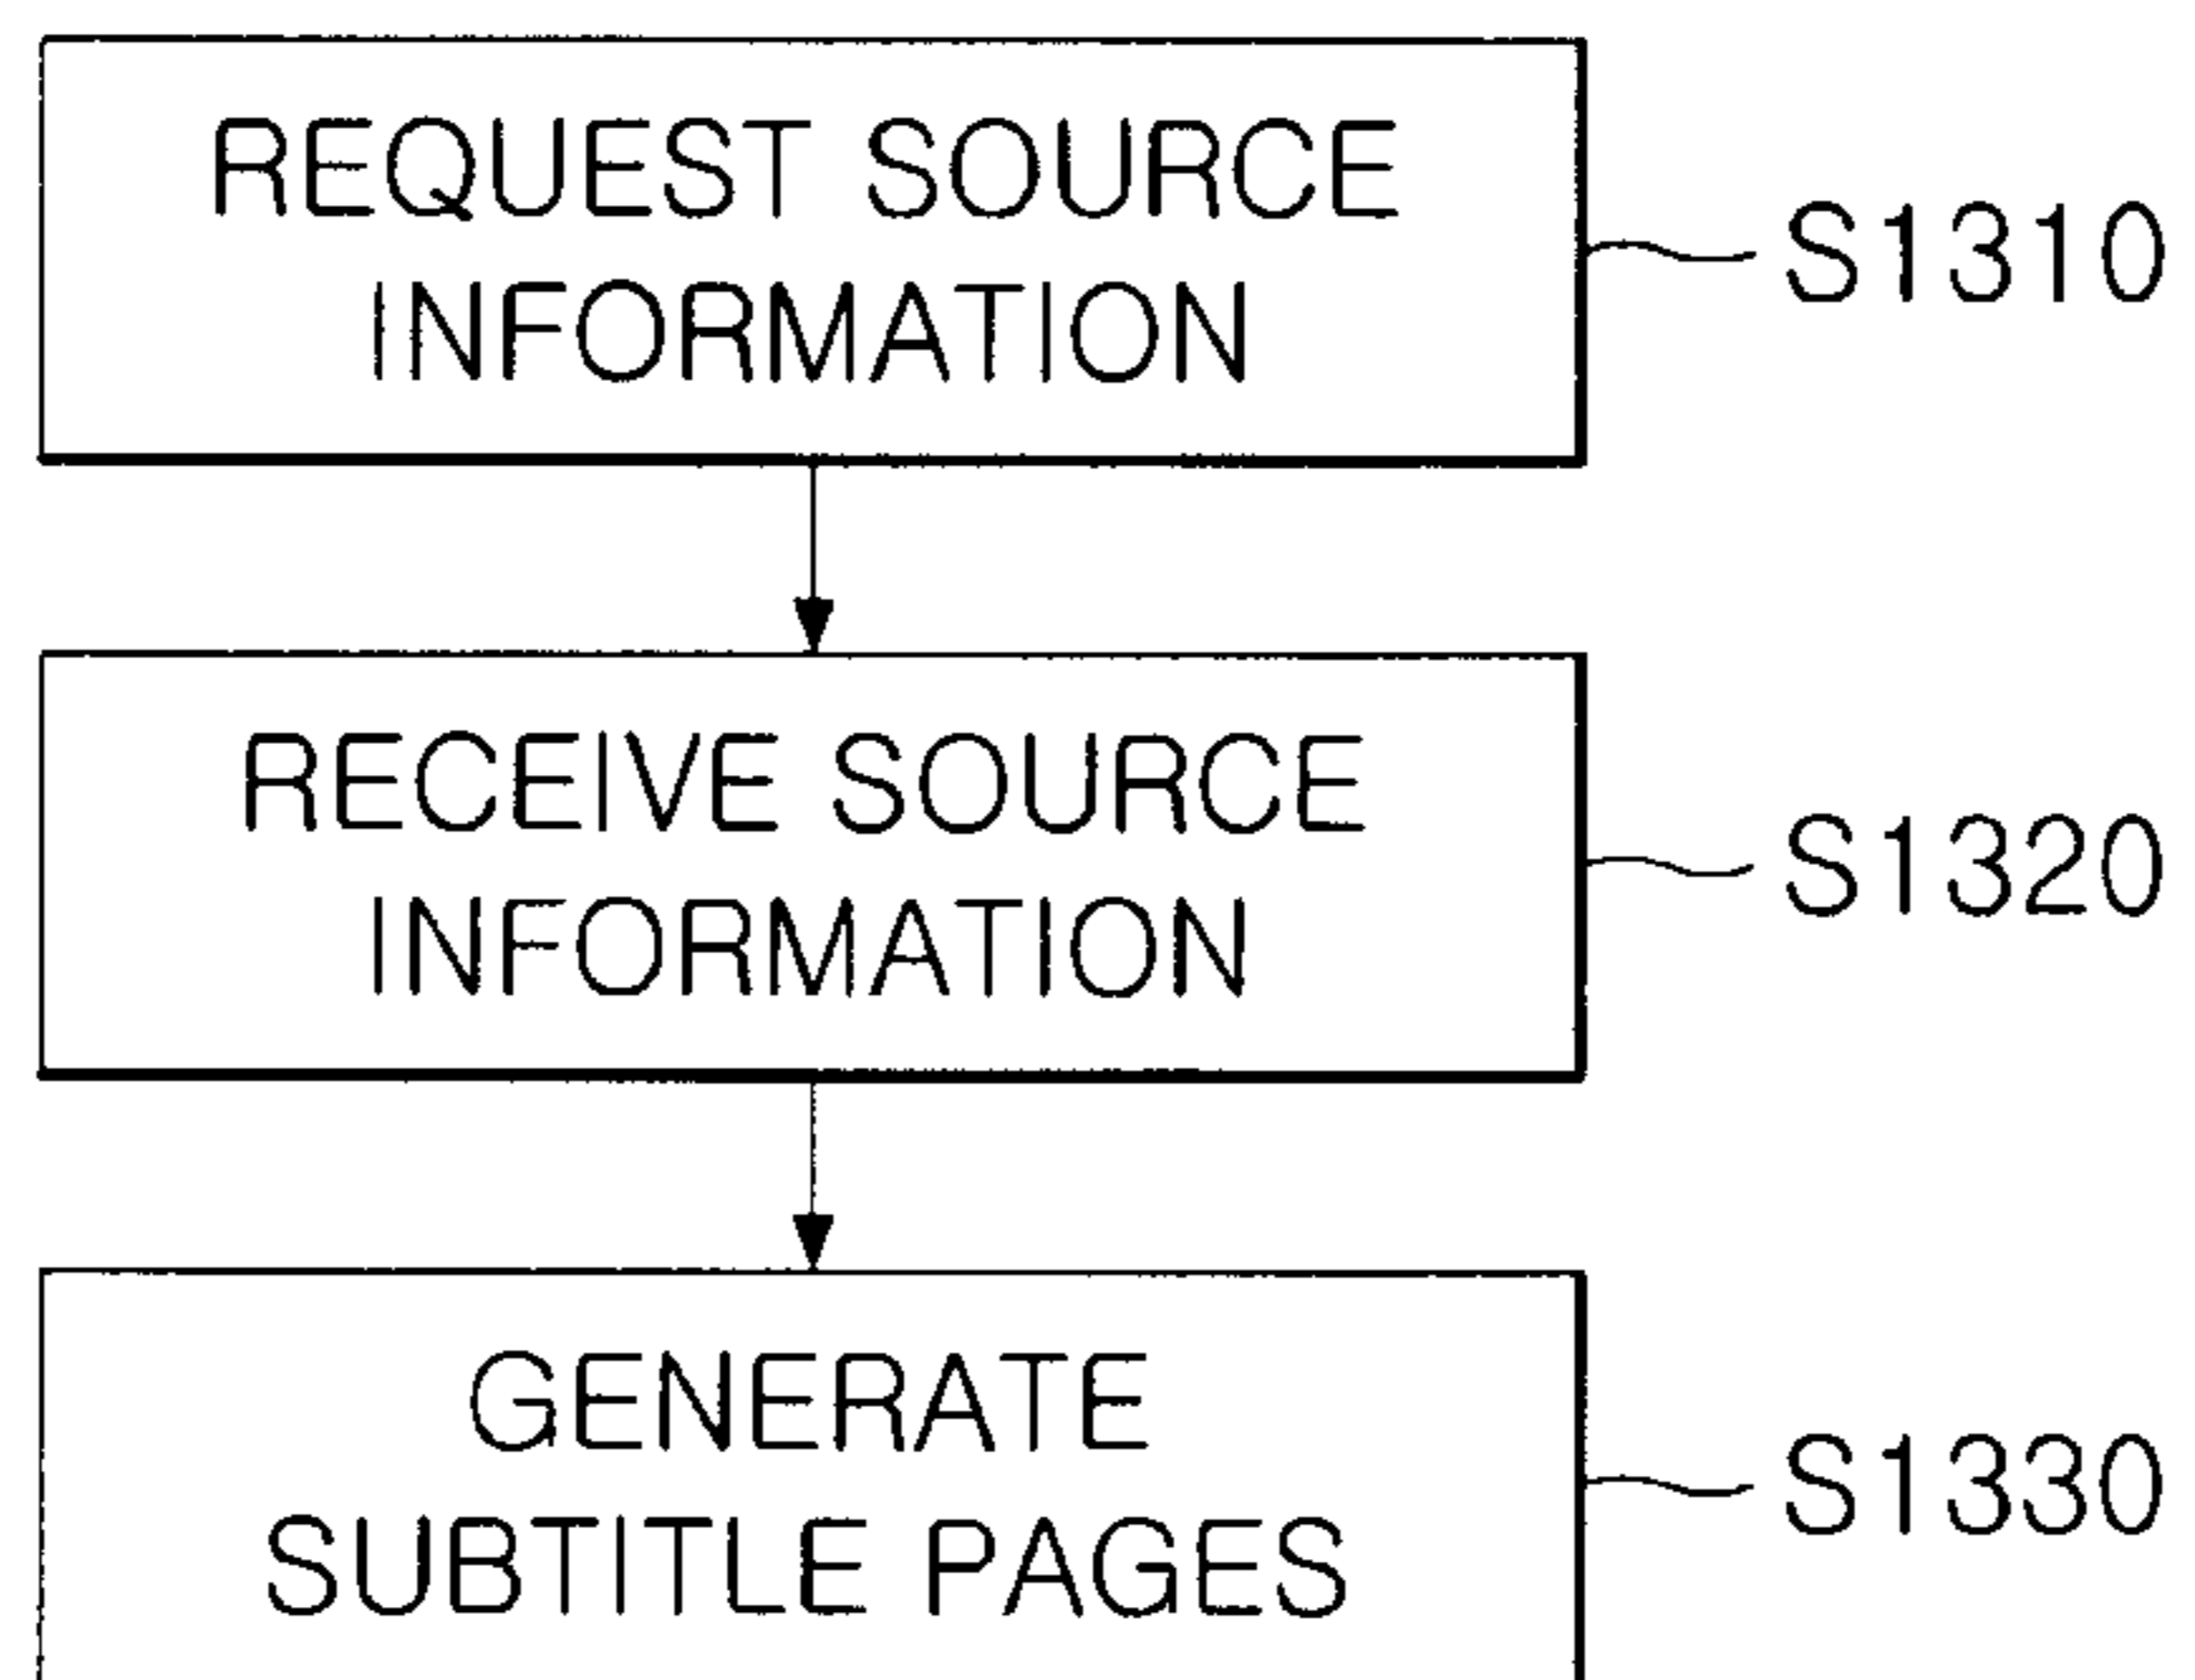 REQUEST SOURCE
INFORMATION
S1310
RECEIVE SOURCE
INFORMATION
S1320
GENERATE
SUBTITLE PAGES
S1330